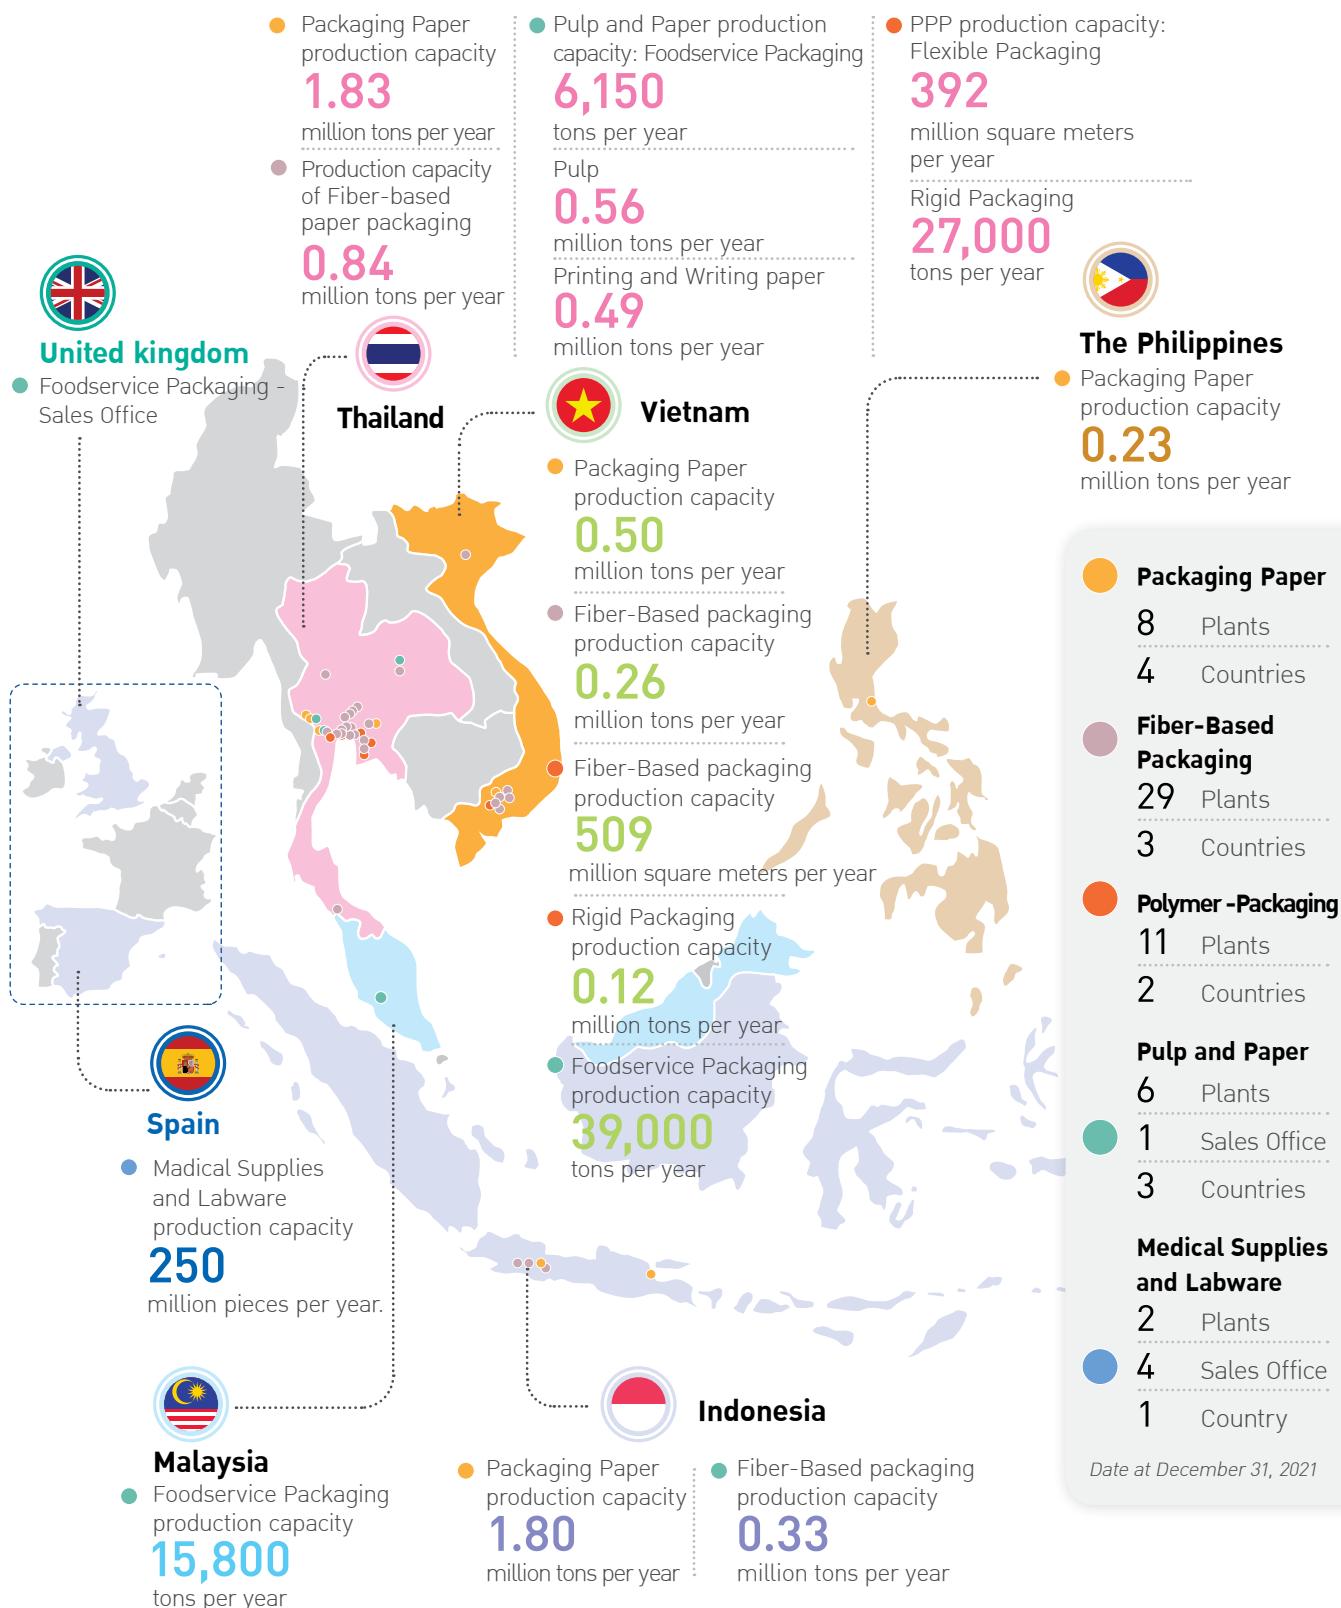 Packaging Paper
production capacity
1.83
million tons per year
Production capacity
of Fiber-based
paper packaging
0.84
million tons per year
Pulp and Paper production
capacity: Foodservice Packaging
6,150
tons per year
Pulp
0.56
million tons per year
Printing and Writing paper
0.49
million tons per year
PPP production capacity:
Flexible Packaging
392
million square meters
per year
Rigid Packaging
27,000
tons per year
United kingdom
Foodservice Packaging -
Sales Office
Thailand
Vietnam
Packaging Paper
production capacity
0.50
million tons per year
Fiber-Based packaging
production capacity
0.26
million tons per year
Fiber-Based packaging
production capacity
509
million square meters per year
Rigid Packaging
production capacity
0.12
million tons per year
Foodservice Packaging
production capacity
39,000
tons per year
The Philippines
Packaging Paper
production capacity
0.23
million tons per year
Packaging Paper
8 Plants
4 Countries
Fiber-Based
Packaging
29 Plants
3 Countries
Polymer -Packaging
11 Plants
2 Countries
Pulp and Paper
6 Plants
1 Sales Office
3 Countries
Medical Supplies
and Labware
2 Plants
4 Sales Office
1 Country
Date at December 31, 2021
Spain
Madical Supplies
and Labware
production capacity
250
million pieces per year.
Malaysia
Foodservice Packaging
production capacity
15,800
tons per year
Indonesia
Packaging Paper
production capacity
1.80
million tons per year
Fiber-Based packaging
production capacity
0.33
million tons per year